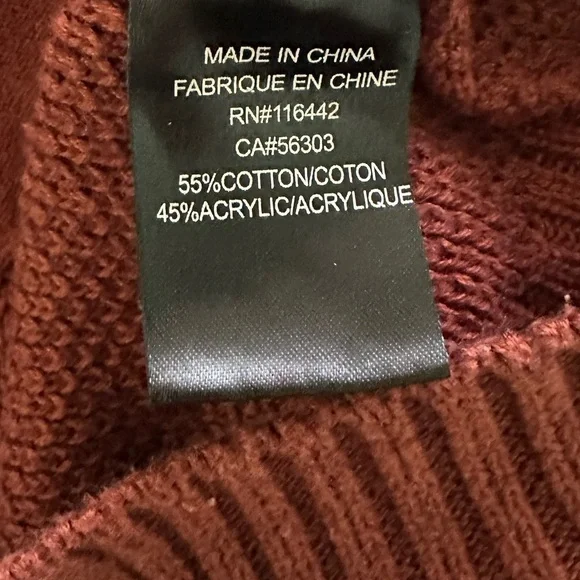 MADE IN CHINA
FABRIQUE EN CHINE
RN#116442
CA#56303
55%COTTON/COTON
45%ACRYLIC/ACRYLIQUE